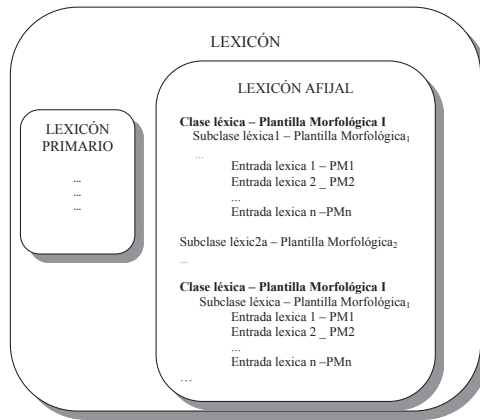 LEXICÓN
LEXICÓN
PRIMARIO
...
...
...
LEXICÓN AFIJAL
Clase léxica – Plantilla Morfológica I
Subclase léxica1 – Plantilla Morfológica₁
...
Entrada lexica 1 – PM1
Entrada lexica 2 _ PM2
...
Entrada lexica n –PMn
Subclase léxic2a – Plantilla Morfológica₂
...
Clase léxica – Plantilla Morfológica I
Subclase léxica – Plantilla Morfológica₁
Entrada lexica 1 – PM1
Entrada lexica 2 _ PM2
...
Entrada lexica n –PMn
…